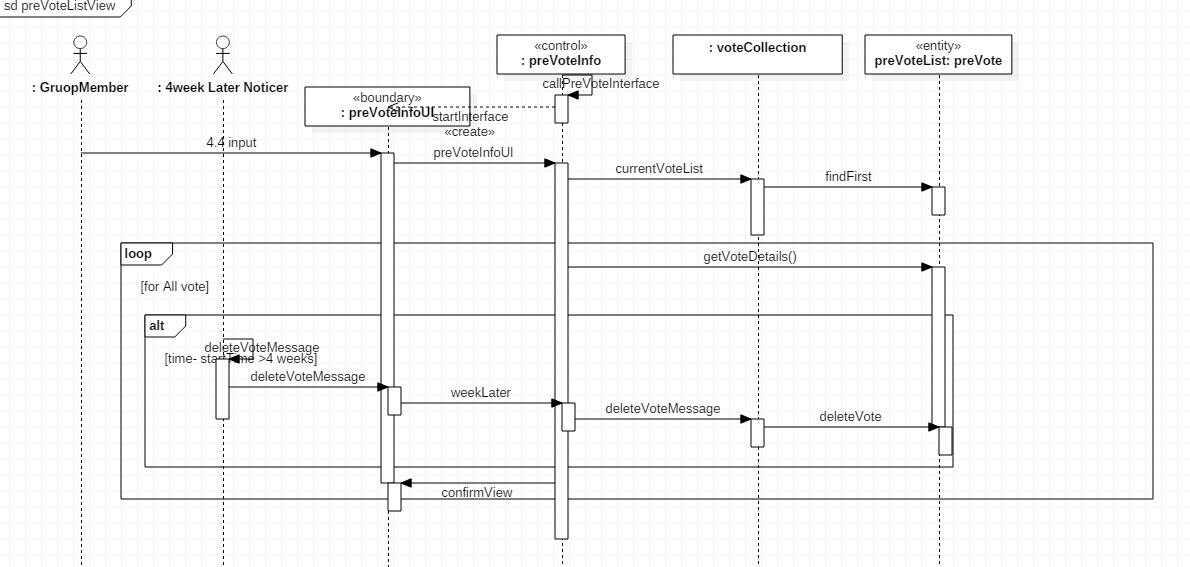 sd preVoteListView
«control»
: preVoteInfo
: voteCollection
«entity»
preVoteList: preVote
: GruopMember
: 4week Later Noticer
callPreVoteInterface
«boundary»
: preVoteInfoUI
startInterface
«create»
4.4 input
preVoteInfoUI
currentVoteList
findFirst
loop
getVoteDetails()
[for All vote]
alt
deleteVoteMessage
[time- startTime >4 weeks]
deleteVoteMessage
weekLater
deleteVoteMessage
deleteVote
confirmView